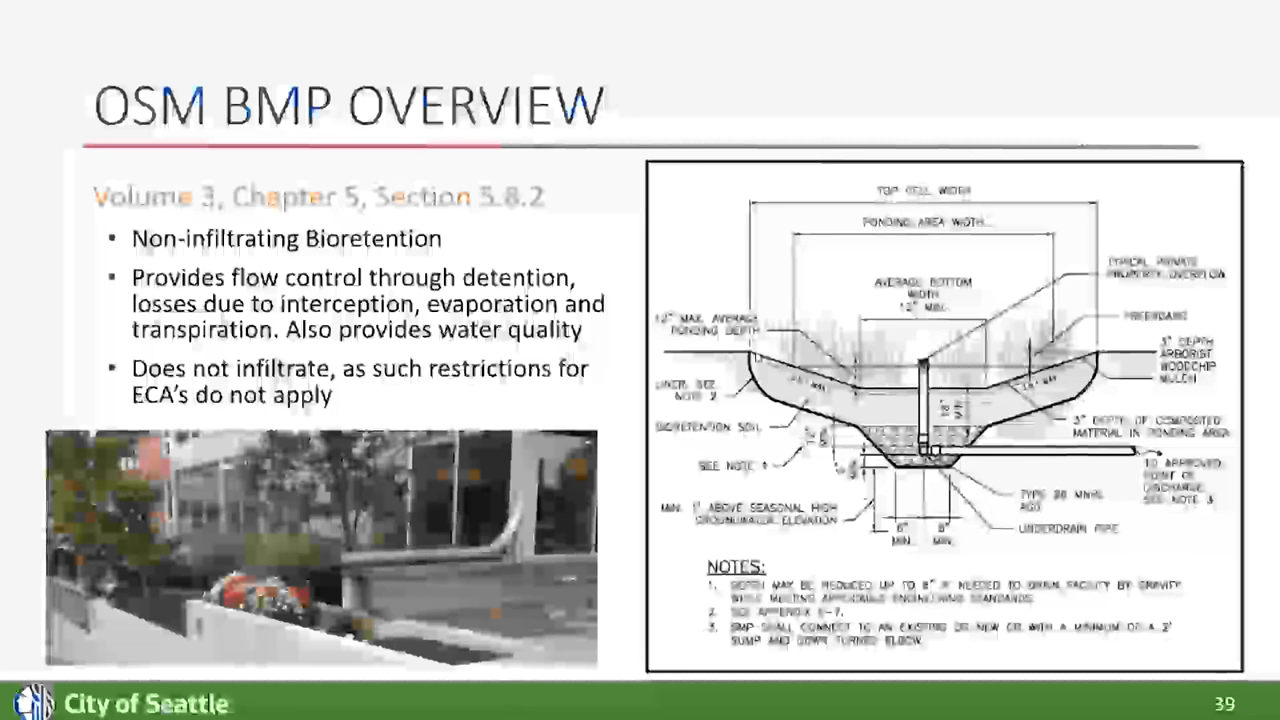 OSM BMP OVERVIEW
Volume 3, Chapter 5, Section 5.8.2
▪ Non-infiltrating Bioretention
▪ Provides flow control through detention,
losses due to interception, evaporation and
transpiration. Also provides water quality
▪ Does not infiltrate, as such restrictions for
ECA's do not apply
TOP CELL WIDTH
PONDING AREA WIDTH
AVERAGE BOTTOM
WIDTH
12" MIN.
TYPICAL PRIVATE
PROPERTY OVERFLOW
12" MAX. AVERAGE
PONDING DEPTH
FREEBOARD
3" DEPTH
ARBORIST
WOODCHIP
MULCH
LINER, SEE
NOTE 2
18"
MIN.
BIORETENTION SOIL
3" DEPTH OF COMPOSTED
MATERIAL IN PONDING AREA
SEE NOTE 1
TO APPROVED
POINT OF
DISCHARGE,
SEE NOTE 3
MIN. 1' ABOVE SEASONAL HIGH
GROUNDWATER ELEVATION
TYPE 26 MNRL
AGG
6"
MIN.
6"
MIN.
UNDERDRAIN PIPE
NOTES:
1. DEPTH MAY BE REDUCED UP TO 8" IF NEEDED TO DRAIN FACILITY BY GRAVITY
WHILE MEETING APPLICABLE ENGINEERING STANDARDS.
2. SEE APPENDIX E-7.
3. BMP SHALL CONNECT TO AN EXISTING OR NEW CB WITH A MINIMUM OF A 2'
SUMP AND DOWN TURNED ELBOW.
City of Seattle
39